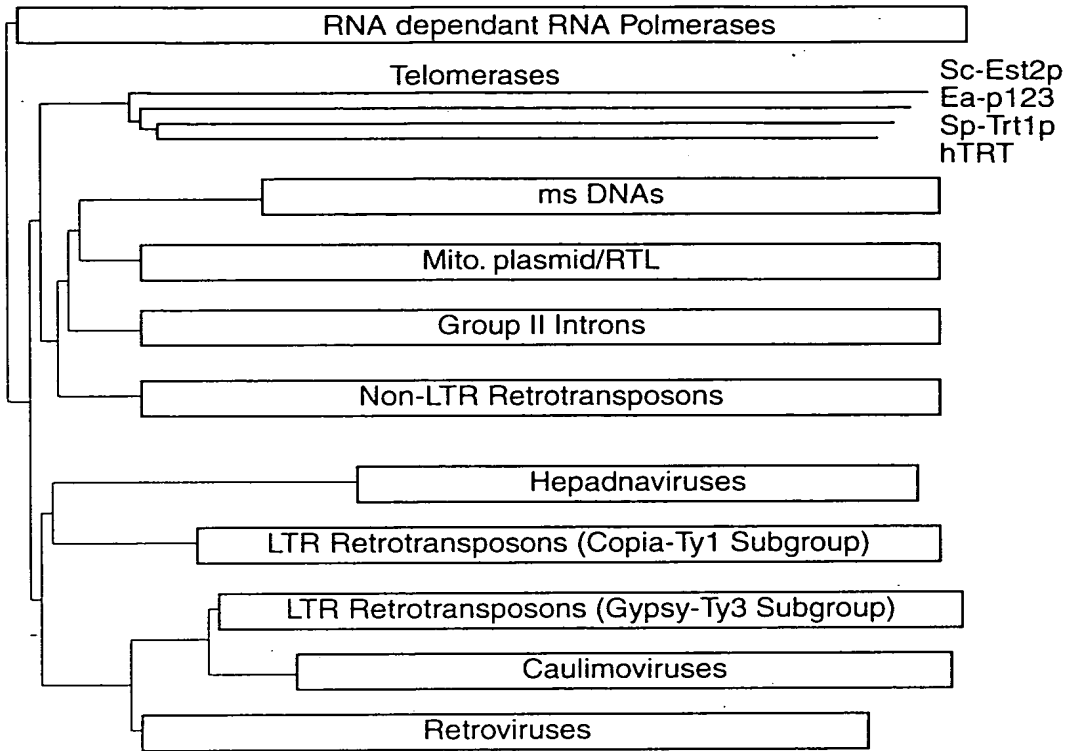 RNA dependant RNA Polmerases
Telomerases
Sc-Est2p
Ea-p123
Sp-Trt1p
hTRT
ms DNAs
Mito. plasmid/RTL
Group II Introns
Non-LTR Retrotransposons
Hepadnaviruses
LTR Retrotransposons (Copia-Ty1 Subgroup)
LTR Retrotransposons (Gypsy-Ty3 Subgroup)
Caulimoviruses
Retroviruses